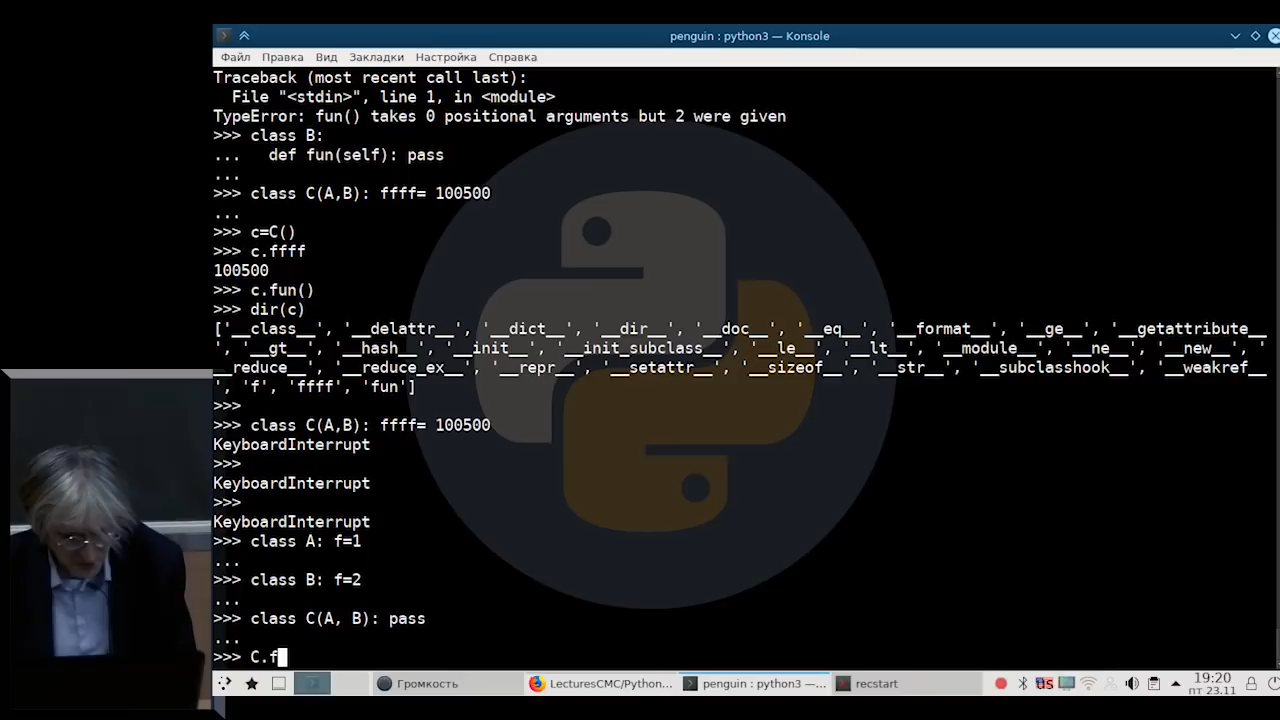 penguin : python3 — Konsole
Файл Правка Вид Закладки Настройка Справка
Traceback (most recent call last):
  File "<stdin>", line 1, in <module>
TypeError: fun() takes 0 positional arguments but 2 were given
>>> class B:
...   def fun(self): pass
...
>>> class C(A,B): ffff= 100500
...
>>> c=C()
>>> c.ffff
100500
>>> c.fun()
>>> dir(c)
['__class__', '__delattr__', '__dict__', '__dir__', '__doc__', '__eq__', '__format__', '__ge__', '__getattribute__
', '__gt__', '__hash__', '__init__', '__init_subclass__', '__le__', '__lt__', '__module__', '__ne__', '__new__', '
__reduce__', '__reduce_ex__', '__repr__', '__setattr__', '__sizeof__', '__str__', '__subclasshook__', '__weakref__
', 'f', 'ffff', 'fun']
>>>
>>> class C(A,B): ffff= 100500
KeyboardInterrupt
>>>
KeyboardInterrupt
>>>
KeyboardInterrupt
>>> class A: f=1
...
>>> class B: f=2
...
>>> class C(A, B): pass
...
>>> C.f
Громкость
LecturesCMC/Python...
penguin : python3 —...
recstart
US
19:20
пт 23.11